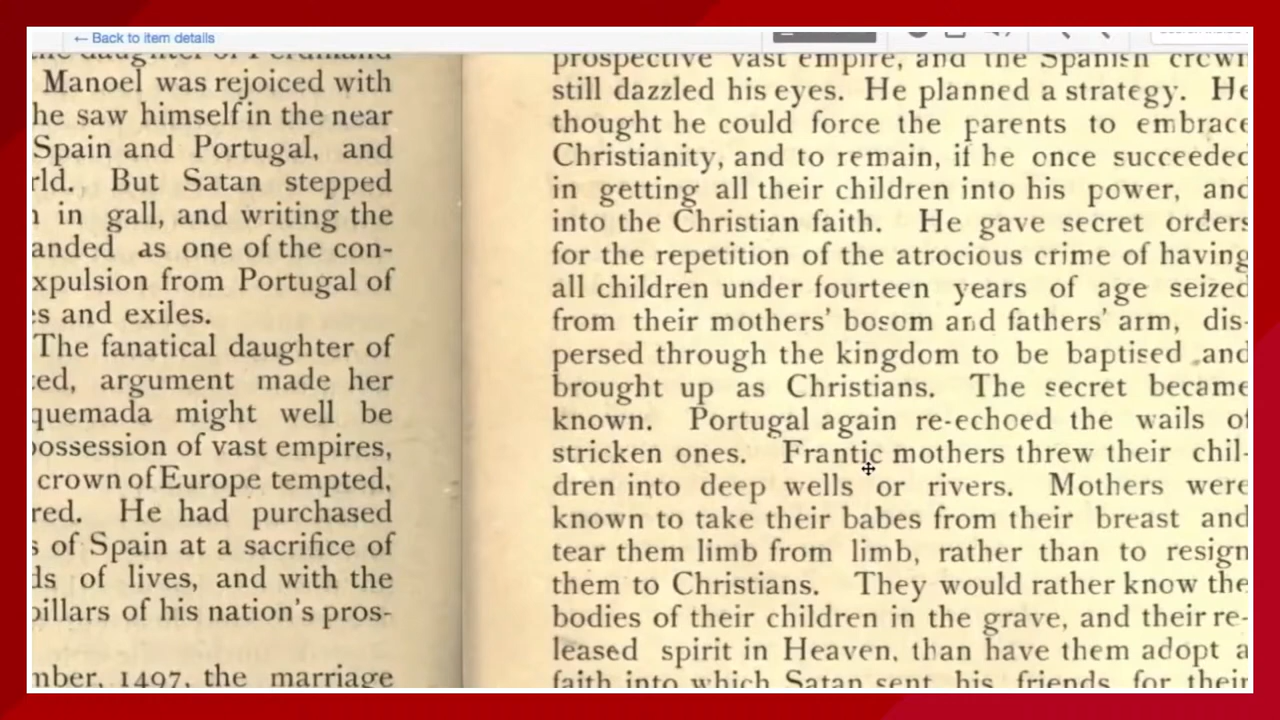 ← Back to item details
the daughter of Ferdinand
Manoel was rejoiced with
he saw himself in the near
Spain and Portugal, and
rld. But Satan stepped
in gall, and writing the
anded as one of the con-
xpulsion from Portugal of
es and exiles.
The fanatical daughter of
ted, argument made her
quemada might well be
possession of vast empires,
crown of Europe tempted,
red. He had purchased
s of Spain at a sacrifice of
ds of lives, and with the
pillars of his nation's pros-
mber, 1497, the marriage
prospective vast empire, and the Spanish crown
still dazzled his eyes. He planned a strategy. He
thought he could force the parents to embrace
Christianity, and to remain, if he once succeeded
in getting all their children into his power, and
into the Christian faith. He gave secret orders
for the repetition of the atrocious crime of having
all children under fourteen years of age seized
from their mothers' bosom and fathers' arm, dis-
persed through the kingdom to be baptised and
brought up as Christians. The secret became
known. Portugal again re-echoed the wails of
stricken ones. Frantic mothers threw their chil-
dren into deep wells or rivers. Mothers were
known to take their babes from their breast and
tear them limb from limb, rather than to resign
them to Christians. They would rather know the
bodies of their children in the grave, and their re-
leased spirit in Heaven, than have them adopt a
faith into which Satan sent his friends for their